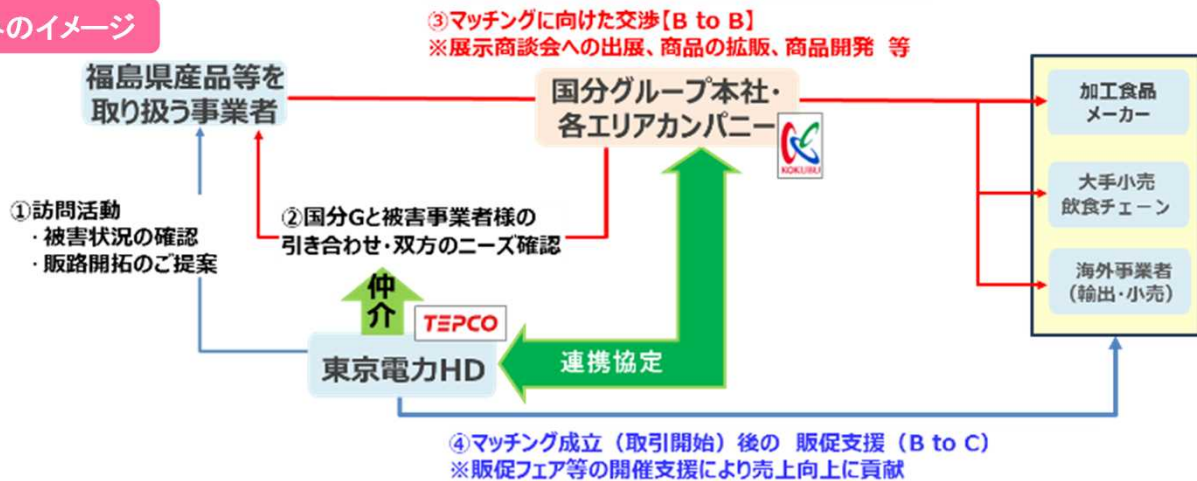 のイメージ
③マッチングに向けた交渉【B to B】
※展示商談会への出展、商品の拡販、商品開発 等
福島県産品等を
取り扱う事業者
国分グループ本社・
各エリアカンパニー
KOKUBU
加工食品
メーカー
大手小売
飲食チェーン
海外事業者
(輸出・小売)
①訪問活動
・被害状況の確認
・販路開拓のご提案
②国分Gと被害事業者様の
引き合わせ・双方のニーズ確認
仲
介
TEPCO
東京電力HD
連携協定
④マッチング成立（取引開始）後の 販促支援（B to C）
※販促フェア等の開催支援により売上向上に貢献